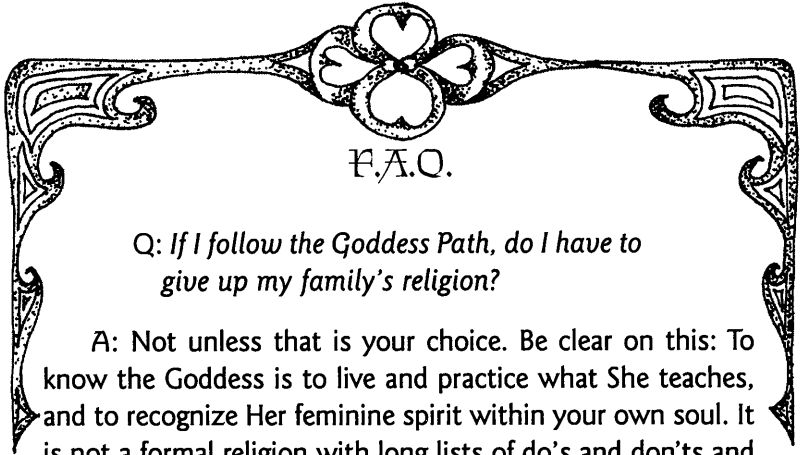 F.A.Q.
Q: If I follow the Goddess Path, do I have to
give up my family's religion?
A: Not unless that is your choice. Be clear on this: To
know the Goddess is to live and practice what She teaches,
and to recognize Her feminine spirit within your own soul. It
is not a formal religion with long lists of do's and don'ts and